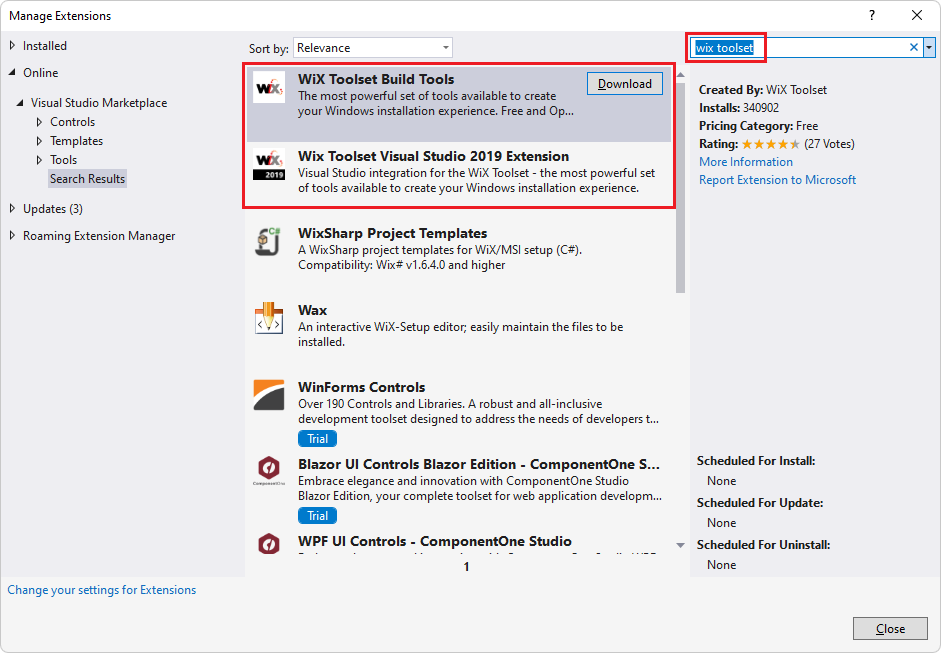 Manage Extensions
?
Installed
Online
Visual Studio Marketplace
Controls
Templates
Tools
Search Results
Updates (3)
Roaming Extension Manager
Sort by: Relevance
WiX Toolset Build Tools
The most powerful set of tools available to create
your Windows installation experience. Free and Op...
Download
Wix Toolset Visual Studio 2019 Extension
Visual Studio integration for the WiX Toolset - the most powerful set
of tools available to create your Windows installation experience.
WixSharp Project Templates
A WixSharp project templates for WiX/MSI setup (C#).
Compatibility: Wix# v1.6.4.0 and higher
Wax
An interactive WiX-Setup editor; easily maintain the files to be
installed.
WinForms Controls
Over 190 Controls and Libraries. A robust and all-inclusive
development toolset designed to address the needs of developers t...
Trial
Blazor UI Controls Blazor Edition - ComponentOne S...
Embrace elegance and innovation with ComponentOne Studio
Blazor Edition, your complete toolset for web application developm...
Trial
WPF UI Controls - ComponentOne Studio
1
WiX
WiX
2019
C#
ComponentOne
wix toolset
Created By: WiX Toolset
Installs: 340902
Pricing Category: Free
Rating: (27 Votes)
More Information
Report Extension to Microsoft
Scheduled For Install:
None
Scheduled For Update:
None
Scheduled For Uninstall:
None
Change your settings for Extensions
Close